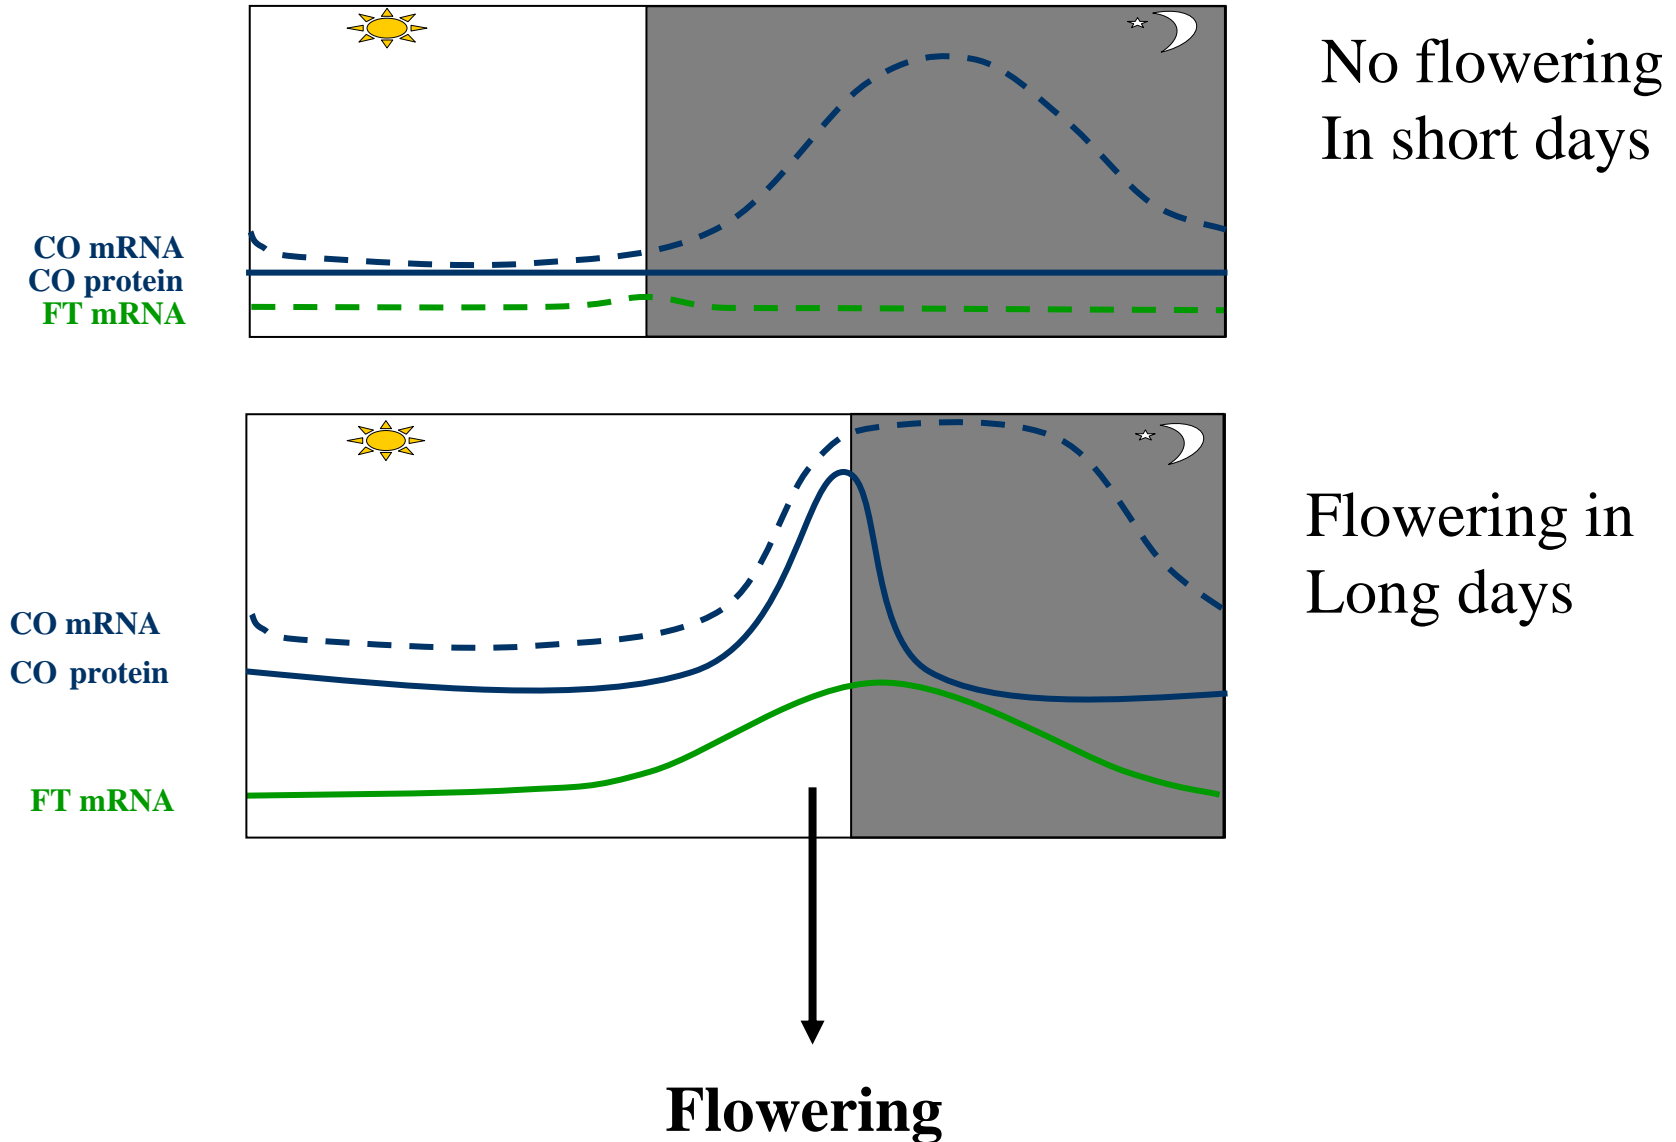 No flowering
In short days
CO mRNA
CO protein
FT mRNA
Flowering in
Long days
CO mRNA
CO protein
FT mRNA
Flowering